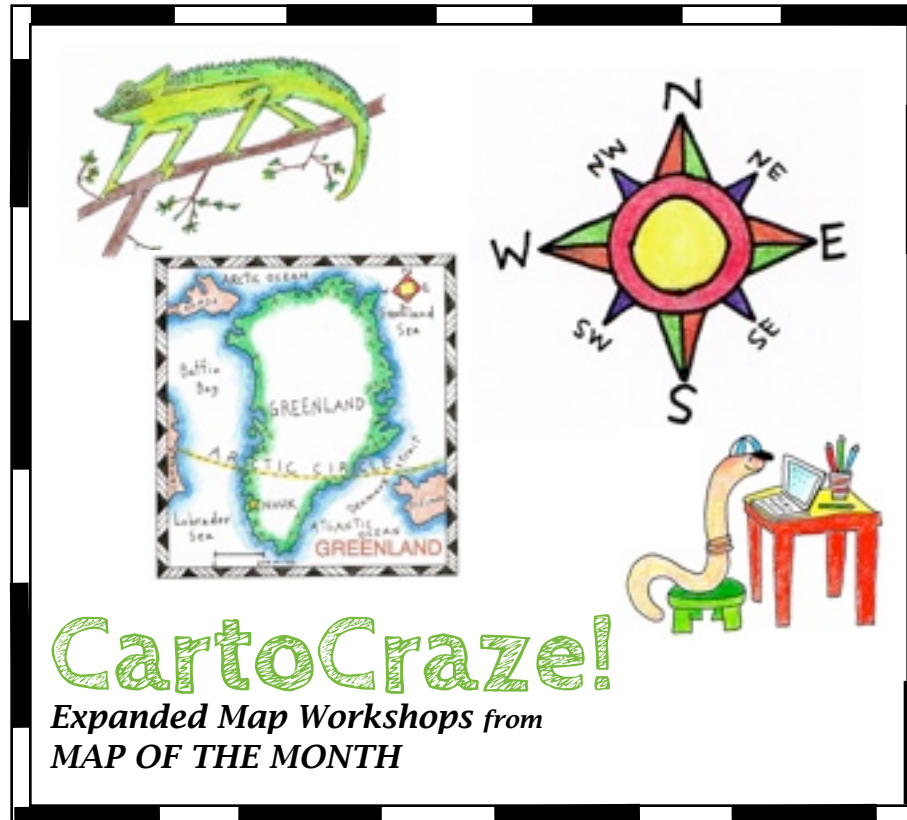 N
NW
NE
W
E
SW
SE
S
ARCTIC OCEAN
Sea
Baffin
Bay
GREENLAND
ARCTIC CIRCLE
NUUK
Labrador
Sea
ATLANTIC
OCEAN
GREENLAND
CartoCraze!
Expanded Map Workshops from
MAP OF THE MONTH